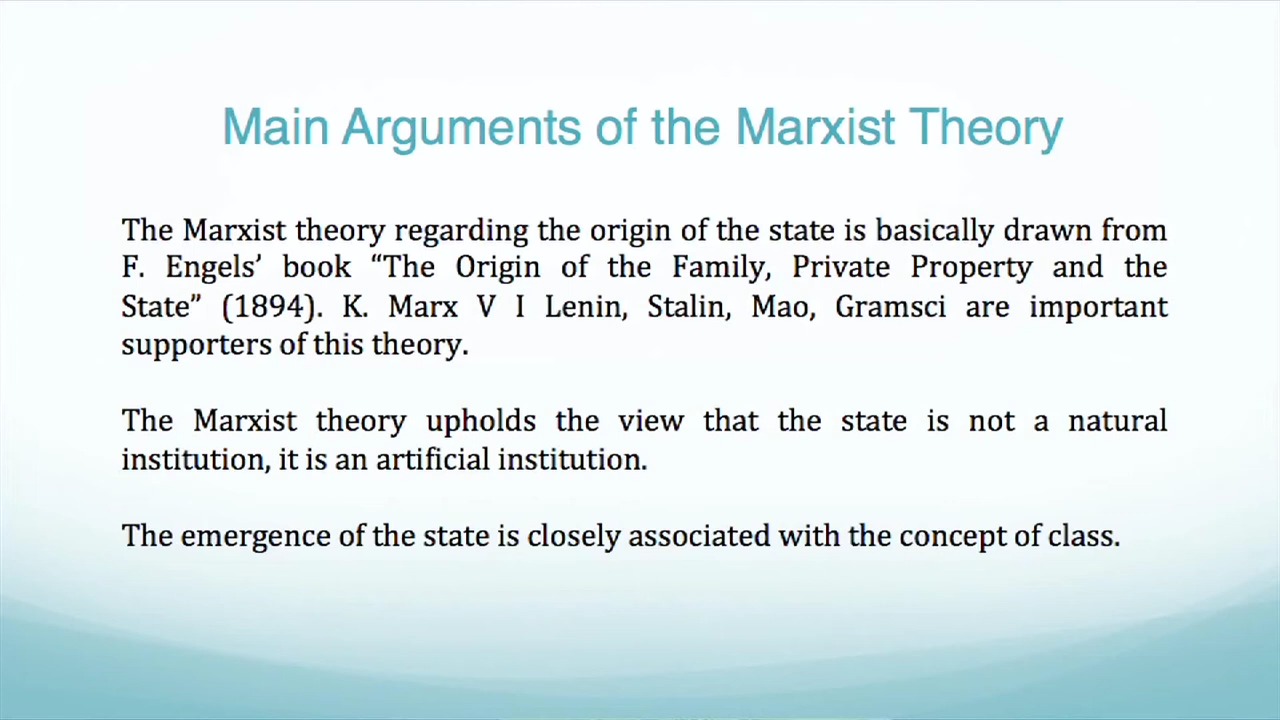 Main Arguments of the Marxist Theory
The Marxist theory regarding the origin of the state is basically drawn from
F. Engels’ book “The Origin of the Family, Private Property and the
State” (1894). K. Marx V I Lenin, Stalin, Mao, Gramsci are important
supporters of this theory.
The Marxist theory upholds the view that the state is not a natural
institution, it is an artificial institution.
The emergence of the state is closely associated with the concept of class.